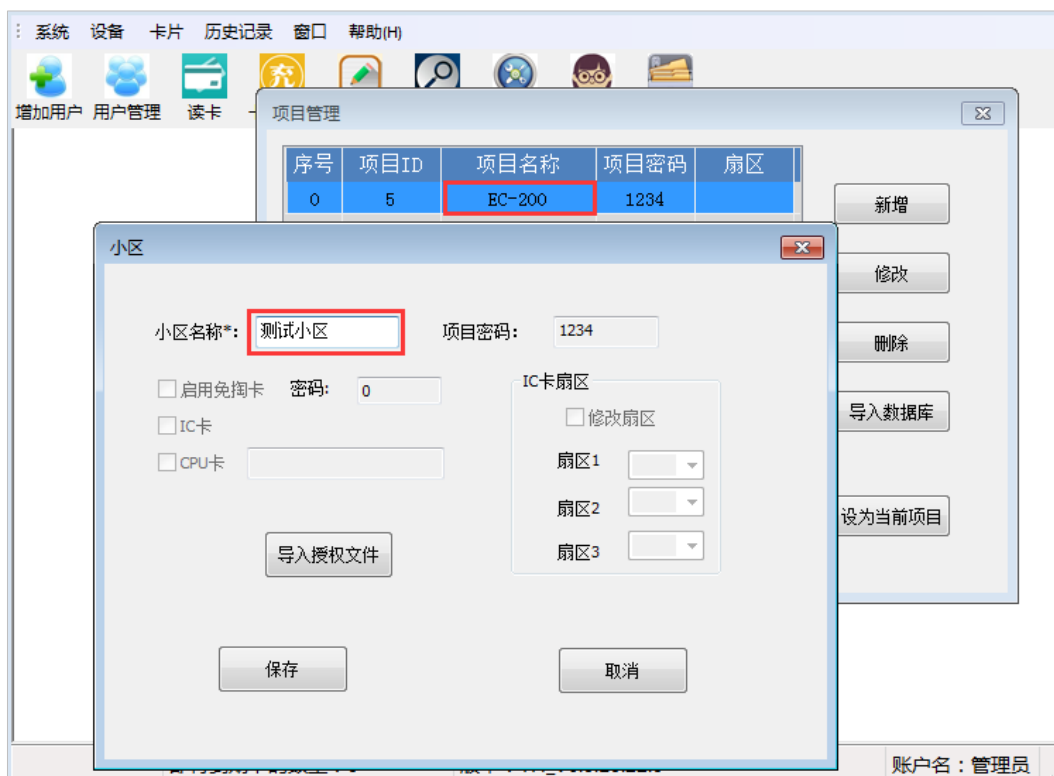 系统 设备 卡片 历史记录 窗口 帮助(H)
充
增加用户 用户管理 读卡
项目管理
序号 项目ID 项目名称 项目密码 扇区
0 5 EC-200 1234
新增
修改
删除
导入数据库
设为当前项目
小区
小区名称*: 测试小区 项目密码: 1234
启用免掏卡 密码: 0
IC卡
CPU卡
IC卡扇区
修改扇区
扇区1
扇区2
扇区3
导入授权文件
保存 取消
账户名：管理员